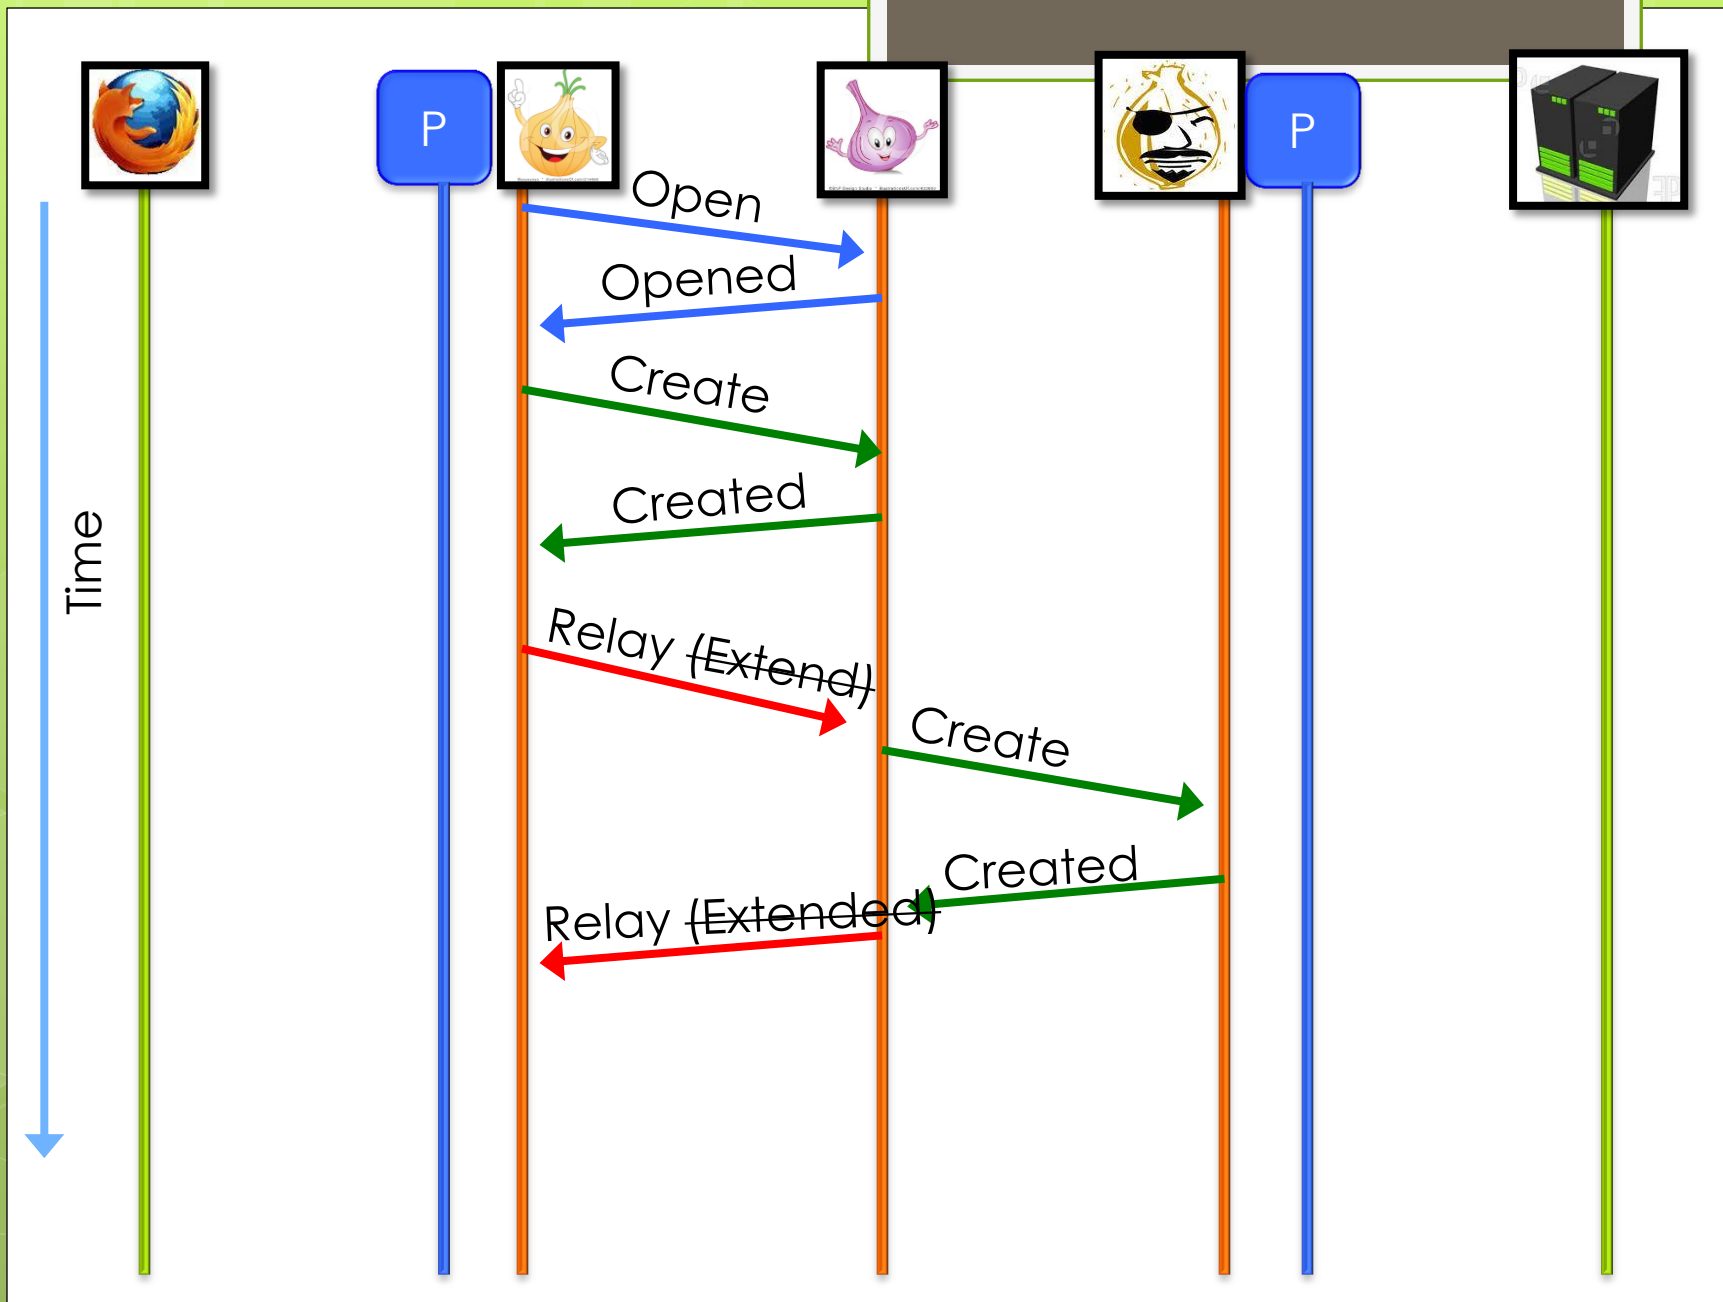 P
P
Open
Opened
Create
Created
Time
Relay (Extend)
Create
Created
Relay (Extended)